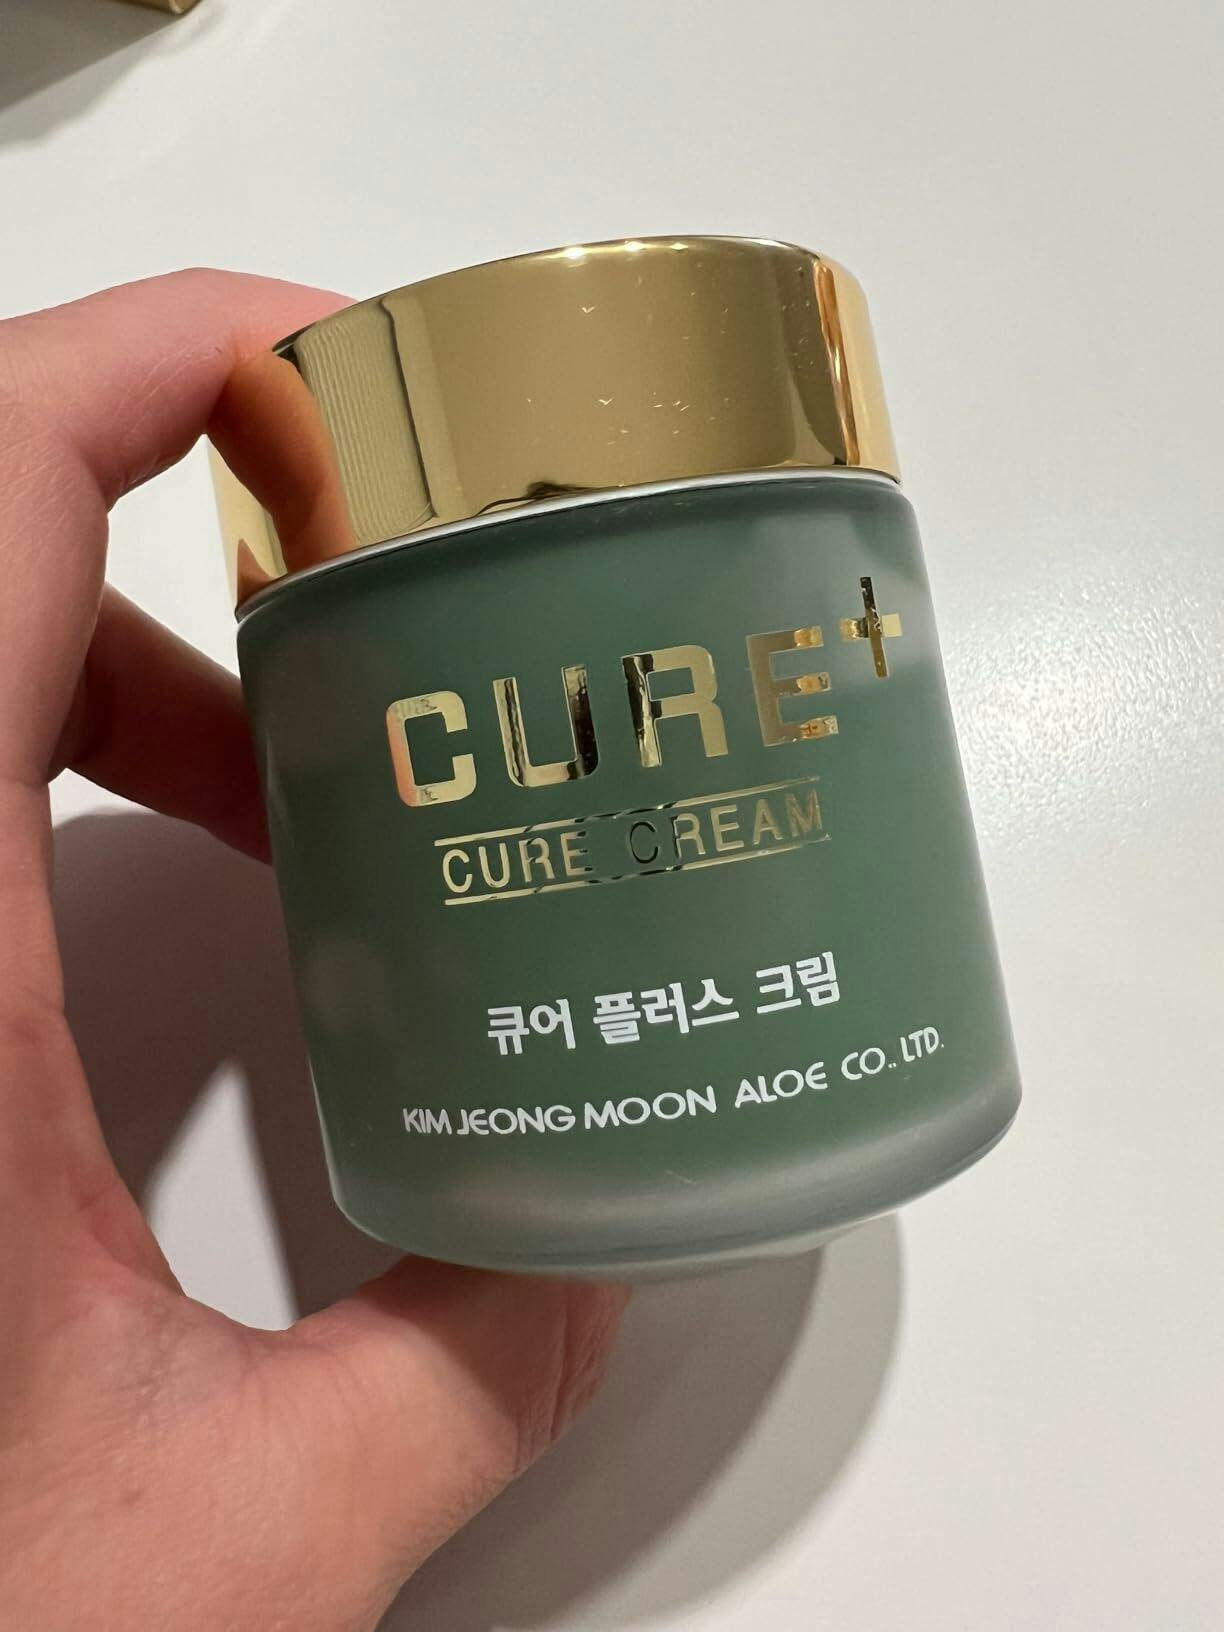 CURE+
CURE CREAM
큐어 플러스 크림
KIM JEONG MOON ALOE CO., LTD.